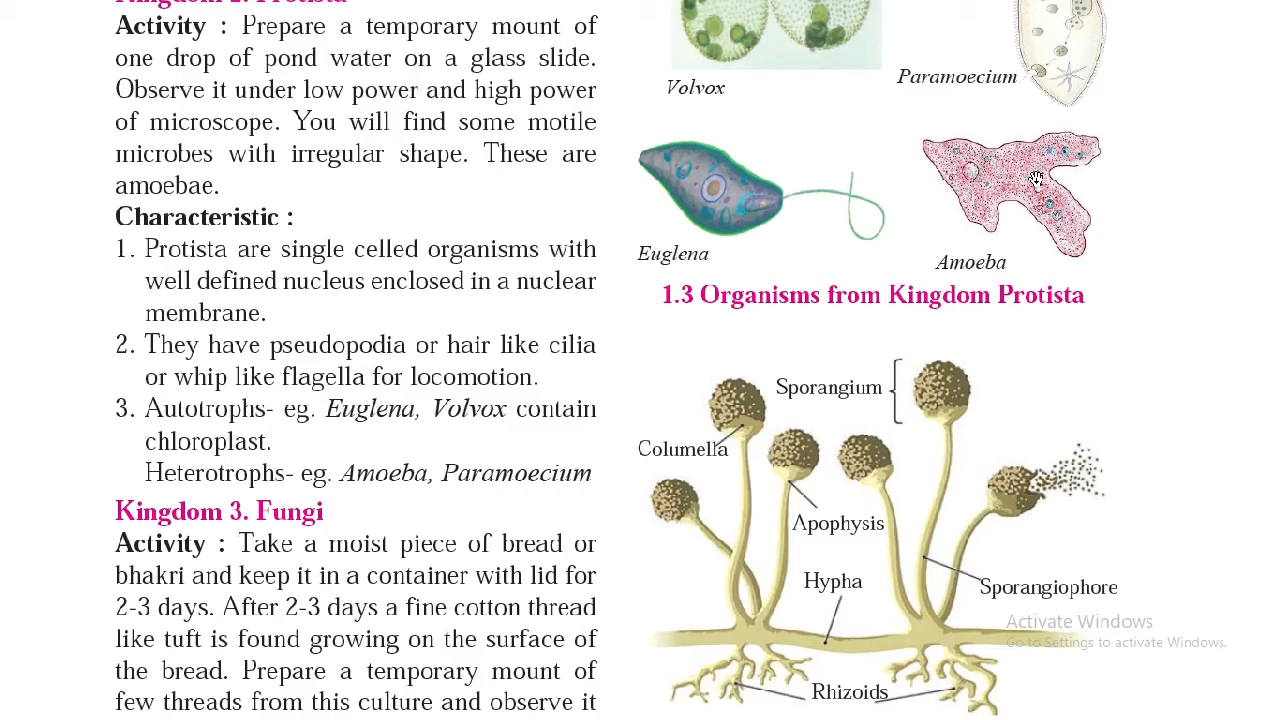 Kingdom 2. Protista
Activity : Prepare a temporary mount of
one drop of pond water on a glass slide.
Observe it under low power and high power
of microscope. You will find some motile
microbes with irregular shape. These are
amoebae.
Characteristic :
1. Protista are single celled organisms with
well defined nucleus enclosed in a nuclear
membrane.
2. They have pseudopodia or hair like cilia
or whip like flagella for locomotion.
3. Autotrophs- eg. Euglena, Volvox contain
chloroplast.
Heterotrophs- eg. Amoeba, Paramoecium
Kingdom 3. Fungi
Activity : Take a moist piece of bread or
bhakri and keep it in a container with lid for
2-3 days. After 2-3 days a fine cotton thread
like tuft is found growing on the surface of
the bread. Prepare a temporary mount of
few threads from this culture and observe it
Volvox
Paramoecium
Euglena
Amoeba
1.3 Organisms from Kingdom Protista
Sporangium
Columella
Apophysis
Hypha
Sporangiophore
Rhizoids
Activate Windows
Go to Settings to activate Windows.